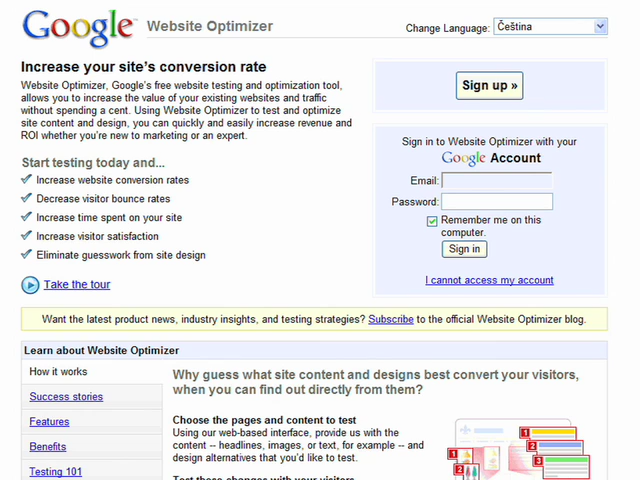 Google™ Website Optimizer
Change Language: Čeština
Increase your site's conversion rate
Website Optimizer, Google's free website testing and optimization tool,
allows you to increase the value of your existing websites and traffic
without spending a cent. Using Website Optimizer to test and optimize
site content and design, you can quickly and easily increase revenue and
ROI whether you're new to marketing or an expert.
Start testing today and...
Increase website conversion rates
Decrease visitor bounce rates
Increase time spent on your site
Increase visitor satisfaction
Eliminate guesswork from site design
Take the tour
Sign up »
Sign in to Website Optimizer with your
Google Account
Email:
Password:
Remember me on this
computer.
Sign in
I cannot access my account
Want the latest product news, industry insights, and testing strategies? Subscribe to the official Website Optimizer blog.
Learn about Website Optimizer
How it works
Success stories
Features
Benefits
Testing 101
Why guess what site content and designs best convert your visitors,
when you can find out directly from them?
Choose the pages and content to test
Using our web-based interface, provide us with the
content -- headlines, images, or text, for example -- and
design alternatives that you'd like to test.
Test these changes with your visitors
1
2
1
2
3